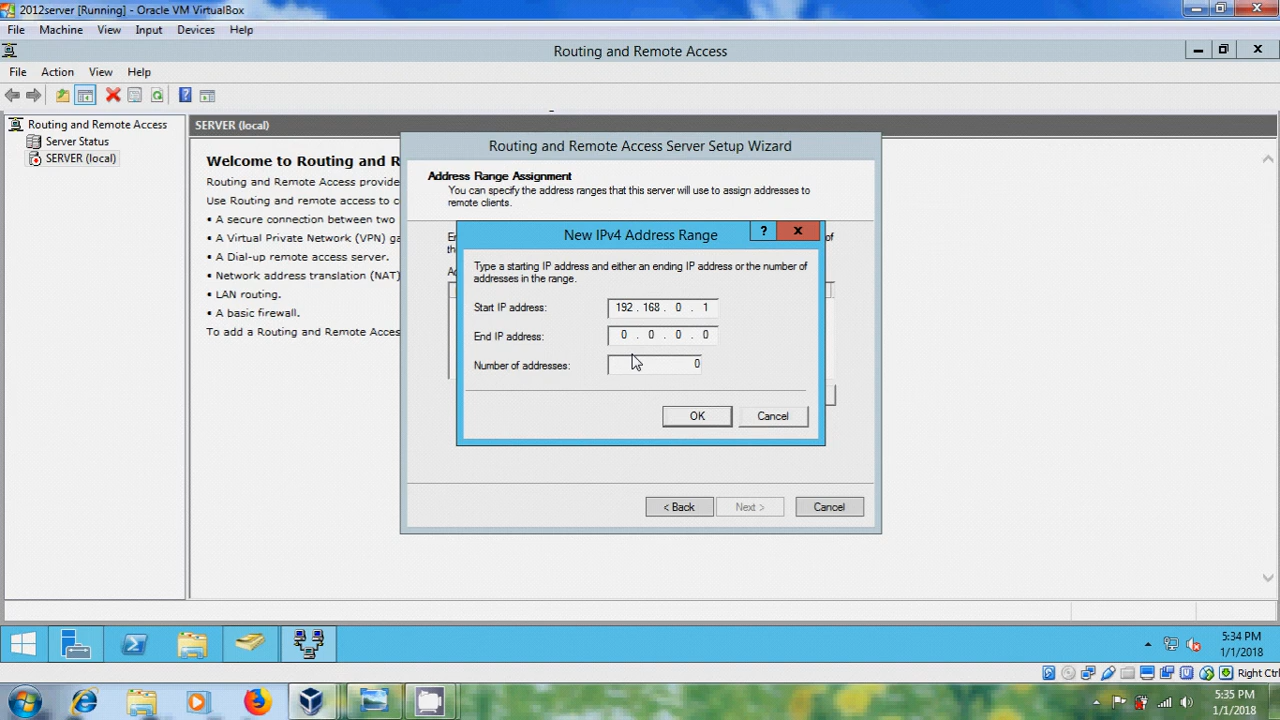 2012server [Running] - Oracle VM VirtualBox
File Machine View Input Devices Help
Routing and Remote Access
File Action View Help
Routing and Remote Access
Server Status
SERVER (local)
SERVER (local)
Welcome to Routing and R
Routing and Remote Access provide
Use Routing and remote access to c
• A secure connection between two
• A Virtual Private Network (VPN) ga
• A Dial-up remote access server.
• Network address translation (NAT)
• LAN routing.
• A basic firewall.
To add a Routing and Remote Acces
Routing and Remote Access Server Setup Wizard
Address Range Assignment
You can specify the address ranges that this server will use to assign addresses to
remote clients.
of
New IPv4 Address Range
?
Type a starting IP address and either an ending IP address or the number of
addresses in the range.
Start IP address: 192 . 168 . 0 . 1
End IP address: 0 . 0 . 0 . 0
Number of addresses: 0
OK Cancel
< Back Next > Cancel
5:34 PM
1/1/2018
Right Ctrl
5:35 PM
1/1/2018